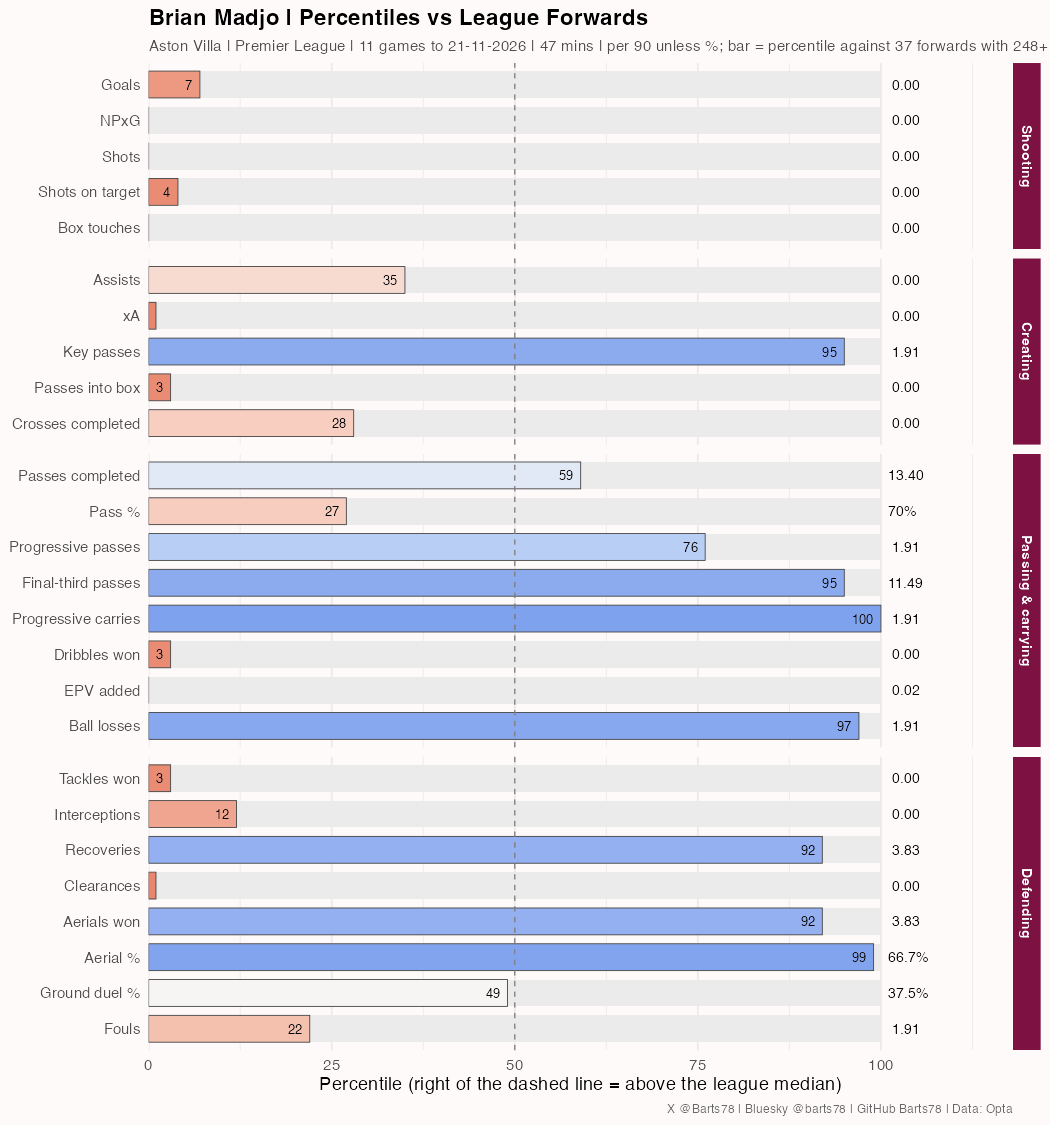 Brian Madjo | Percentiles vs League Forwards
Aston Villa | Premier League | 11 games to 21-11-2026 | 47 mins | per 90 unless %; bar = percentile against 37 forwards with 248+
Goals 7 0.00
NPxG 0.00
Shots 0.00
Shots on target 4 0.00
Box touches 0.00
Shooting
Assists 35 0.00
xA 0.00
Key passes 95 1.91
Passes into box 3 0.00
Crosses completed 28 0.00
Creating
Passes completed 59 13.40
Pass % 27 70%
Progressive passes 76 1.91
Final-third passes 95 11.49
Progressive carries 100 1.91
Dribbles won 3 0.00
EPV added 0.02
Ball losses 97 1.91
Passing & carrying
Tackles won 3 0.00
Interceptions 12 0.00
Recoveries 92 3.83
Clearances 0.00
Aerials won 92 3.83
Aerial % 99 66.7%
Ground duel % 49 37.5%
Fouls 22 1.91
Defending
0 25 50 75 100
Percentile (right of the dashed line = above the league median)
X @Barts78 | Bluesky @barts78 | GitHub Barts78 | Data: Opta